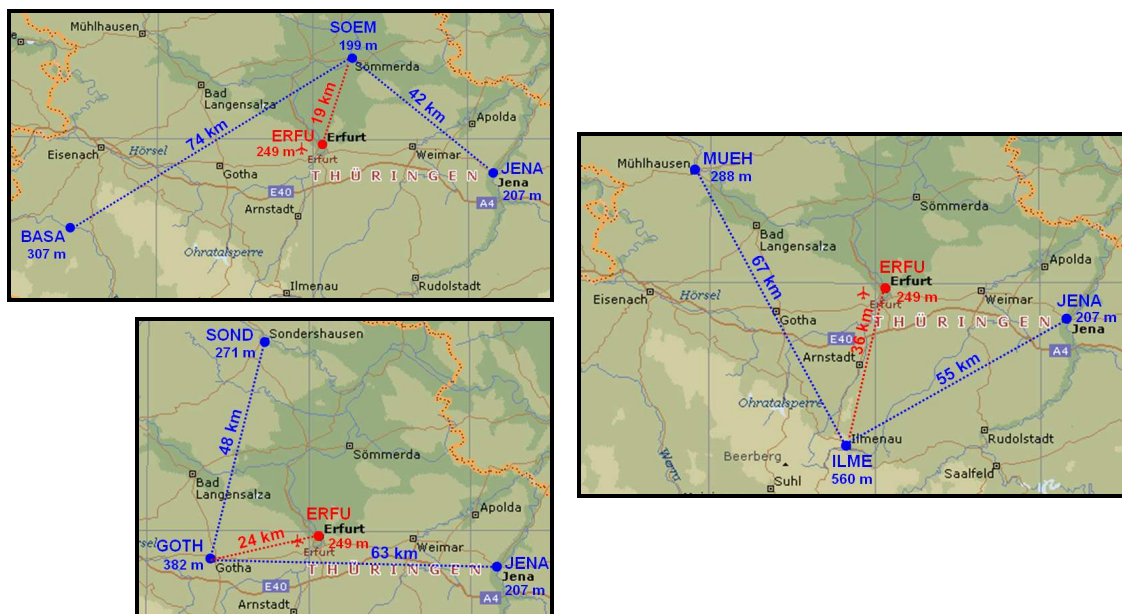 SOEM
199 m
Mühlhausen
Sömmerda
Bad
Langensalza
74 km
19 km
42 km
Apolda
ERFU
Erfurt
249 m
Erfurt
Eisenach
Hörsel
Gotha
Weimar
THÜRINGEN
JENA
Jena
207 m
E40
A4
Arnstadt
BASA
307 m
Ohratalsperre
Ilmenau
Rudolstadt
Mühlhausen
MUEH
288 m
Sömmerda
Bad
Langensalza
67 km
ERFU
Erfurt
249 m
Erfurt
Apolda
Eisenach
Hörsel
Weimar
JENA
207 m
Jena
Gotha
THÜRINGEN
36 km
E40
A4
Arnstadt
55 km
Ohratalsperre
Ilmenau
Rudolstadt
Beerberg
ILME
560 m
Werra
Suhl
Saalfeld
SOND
271 m
Sondershausen
48 km
Sömmerda
Bad
Langensalza
Apolda
ERFU
Erfurt
249 m
Erfurt
24 km
GOTH
382 m
Gotha
Weimar
63 km
THÜRINGEN
JENA
Jena
207 m
E40
A4
Arnstadt